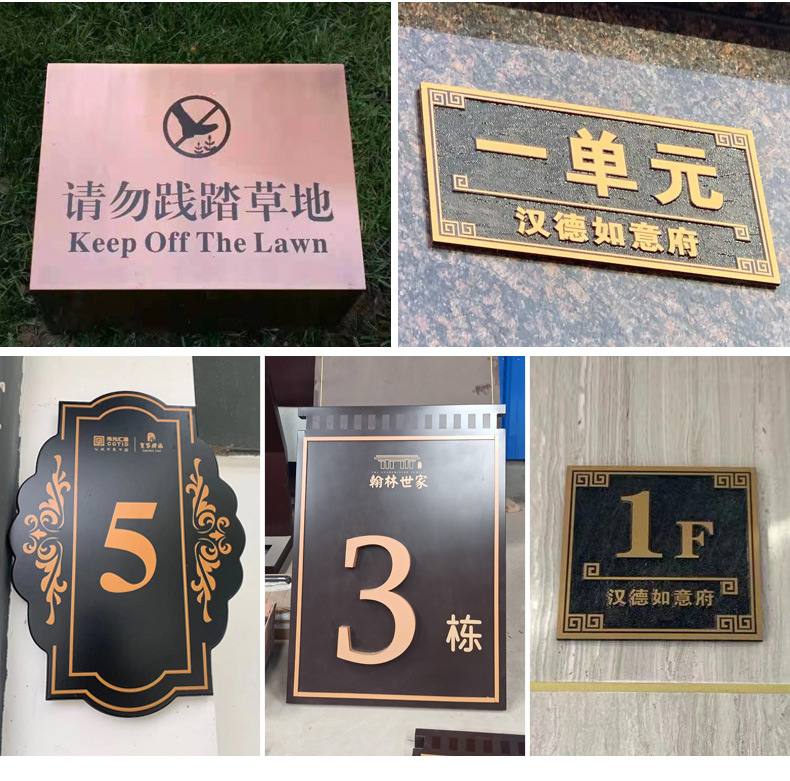 请勿践踏草地
Keep Off The Lawn
一单元
汉德如意府
CCTID
5
翰林世家
3
栋
1F
汉德如意府